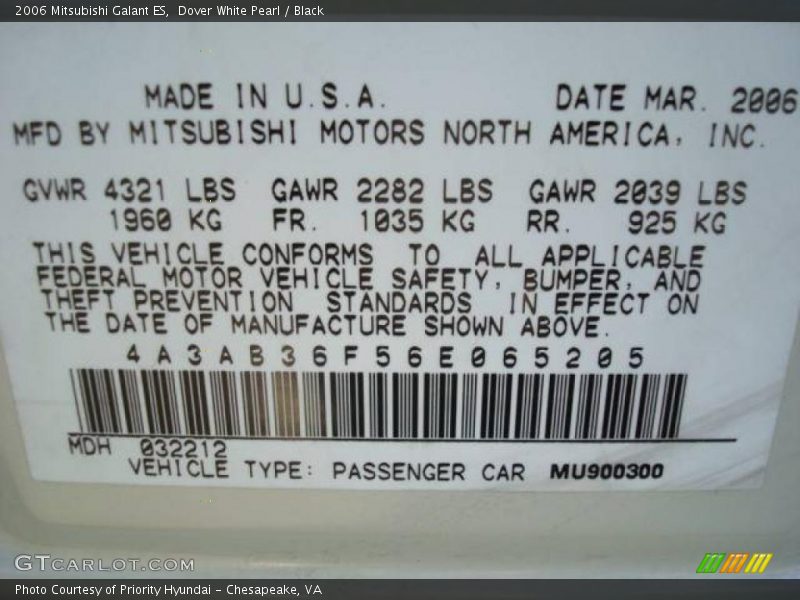 2006 Mitsubishi Galant ES,  Dover White Pearl / Black
MADE IN U.S.A. DATE MAR. 2006
MFD BY MITSUBISHI MOTORS NORTH AMERICA, INC.
GVWR 4321 LBS GAWR 2282 LBS GAWR 2039 LBS
1960 KG FR. 1035 KG RR. 925 KG
THIS VEHICLE CONFORMS TO ALL APPLICABLE
FEDERAL MOTOR VEHICLE SAFETY, BUMPER, AND
THEFT PREVENTION STANDARDS IN EFFECT ON
THE DATE OF MANUFACTURE SHOWN ABOVE.
4A3AB36F56E065205
MDH 032212
VEHICLE TYPE: PASSENGER CAR MU900300
GTCARLOT.COM
Photo Courtesy of Priority Hyundai – Chesapeake, VA